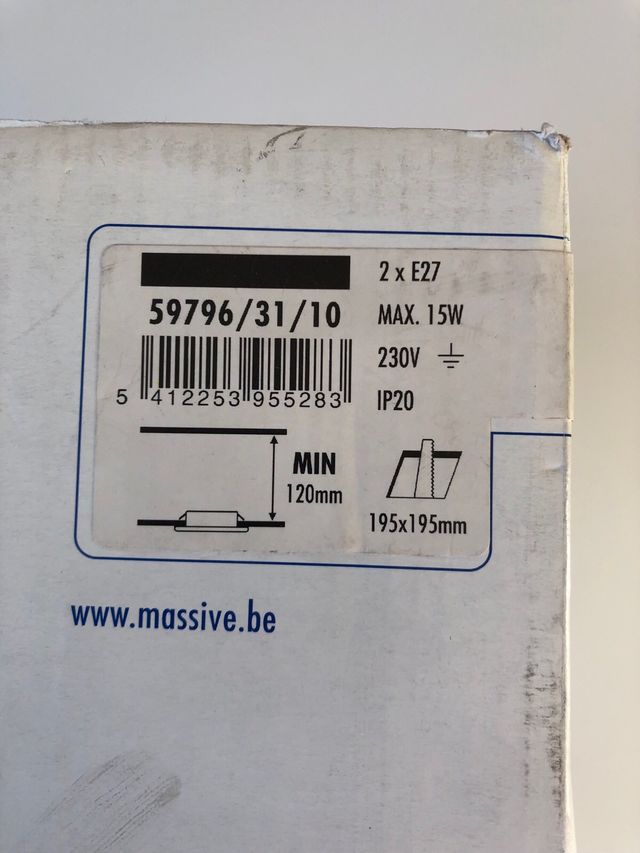 59796/31/10
5 412253 955283
2 x E27
MAX. 15W
230V
IP20
MIN
120mm
195x195mm
www.massive.be